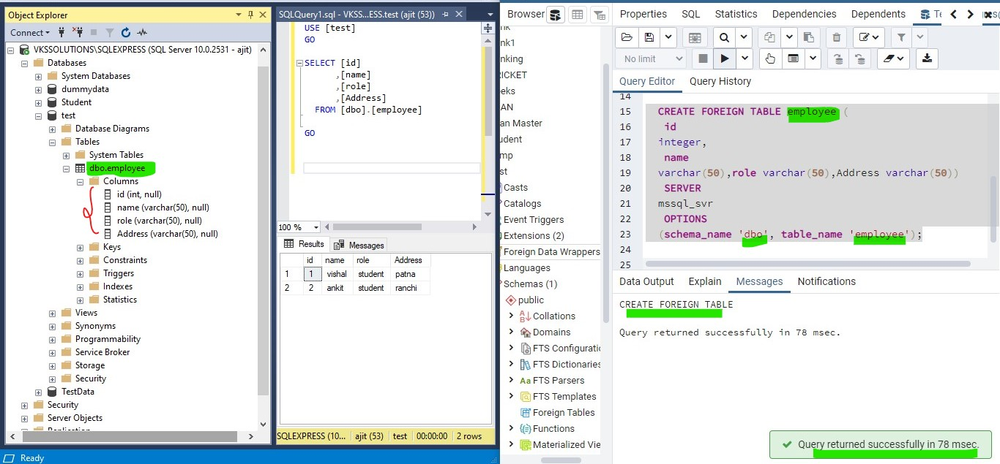 Object Explorer
Connect
VKSSOLUTIONS\SQLEXPRESS (SQL Server 10.0.2531 - ajit)
Databases
System Databases
dummydata
Student
test
Database Diagrams
Tables
System Tables
dbo.employee
Columns
id (int, null)
name (varchar(50), null)
role (varchar(50), null)
Address (varchar(50), null)
Keys
Constraints
Triggers
Indexes
Statistics
Views
Synonyms
Programmability
Service Broker
Storage
Security
TestData
Security
Server Objects
Replication
Ready
SQLQuery1.sql - VKSS...ESS.test (ajit (53))
USE [test]
GO
SELECT [id]
,[name]
,[role]
,[Address]
FROM [dbo].[employee]
GO
100 %
Results Messages
id name role Address
1 1 vishal student patna
2 2 ankit student ranchi
SQLEXPRESS (10... ajit (53) test 00:00:00 2 rows
Browser
nk
nk1
nking
RICKET
eks
AN
an Master
udent
mp
st
Casts
Catalogs
Event Triggers
Extensions (2)
Foreign Data Wrappers
Languages
Schemas (1)
public
Collations
Domains
FTS Configuratio
FTS Dictionaries
Aa FTS Parsers
FTS Templates
Foreign Tables
Functions
Materialized Vie
Properties SQL Statistics Dependencies Dependents Te
No limit
Query Editor Query History
14
15 CREATE FOREIGN TABLE employee (
16 id
17 integer,
18 name
19 varchar(50),role varchar(50),Address varchar(50))
20 SERVER
21 mssql_svr
22 OPTIONS
23 (schema_name 'dbo', table_name 'employee');
24
25
Data Output Explain Messages Notifications
CREATE FOREIGN TABLE
Query returned successfully in 78 msec.
Query returned successfully in 78 msec.